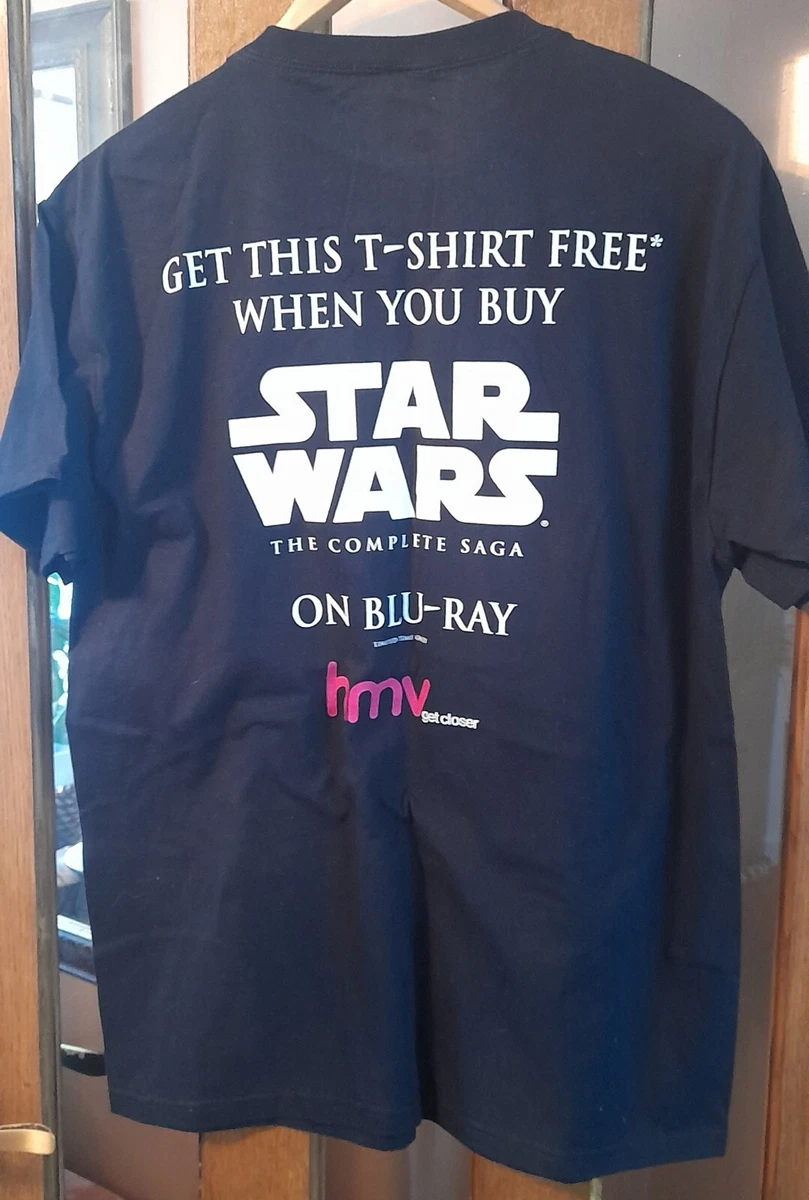 GET THIS T-SHIRT FREE*
WHEN YOU BUY
STAR
WARS®
THE COMPLETE SAGA
ON BLU-RAY
hmv
get closer